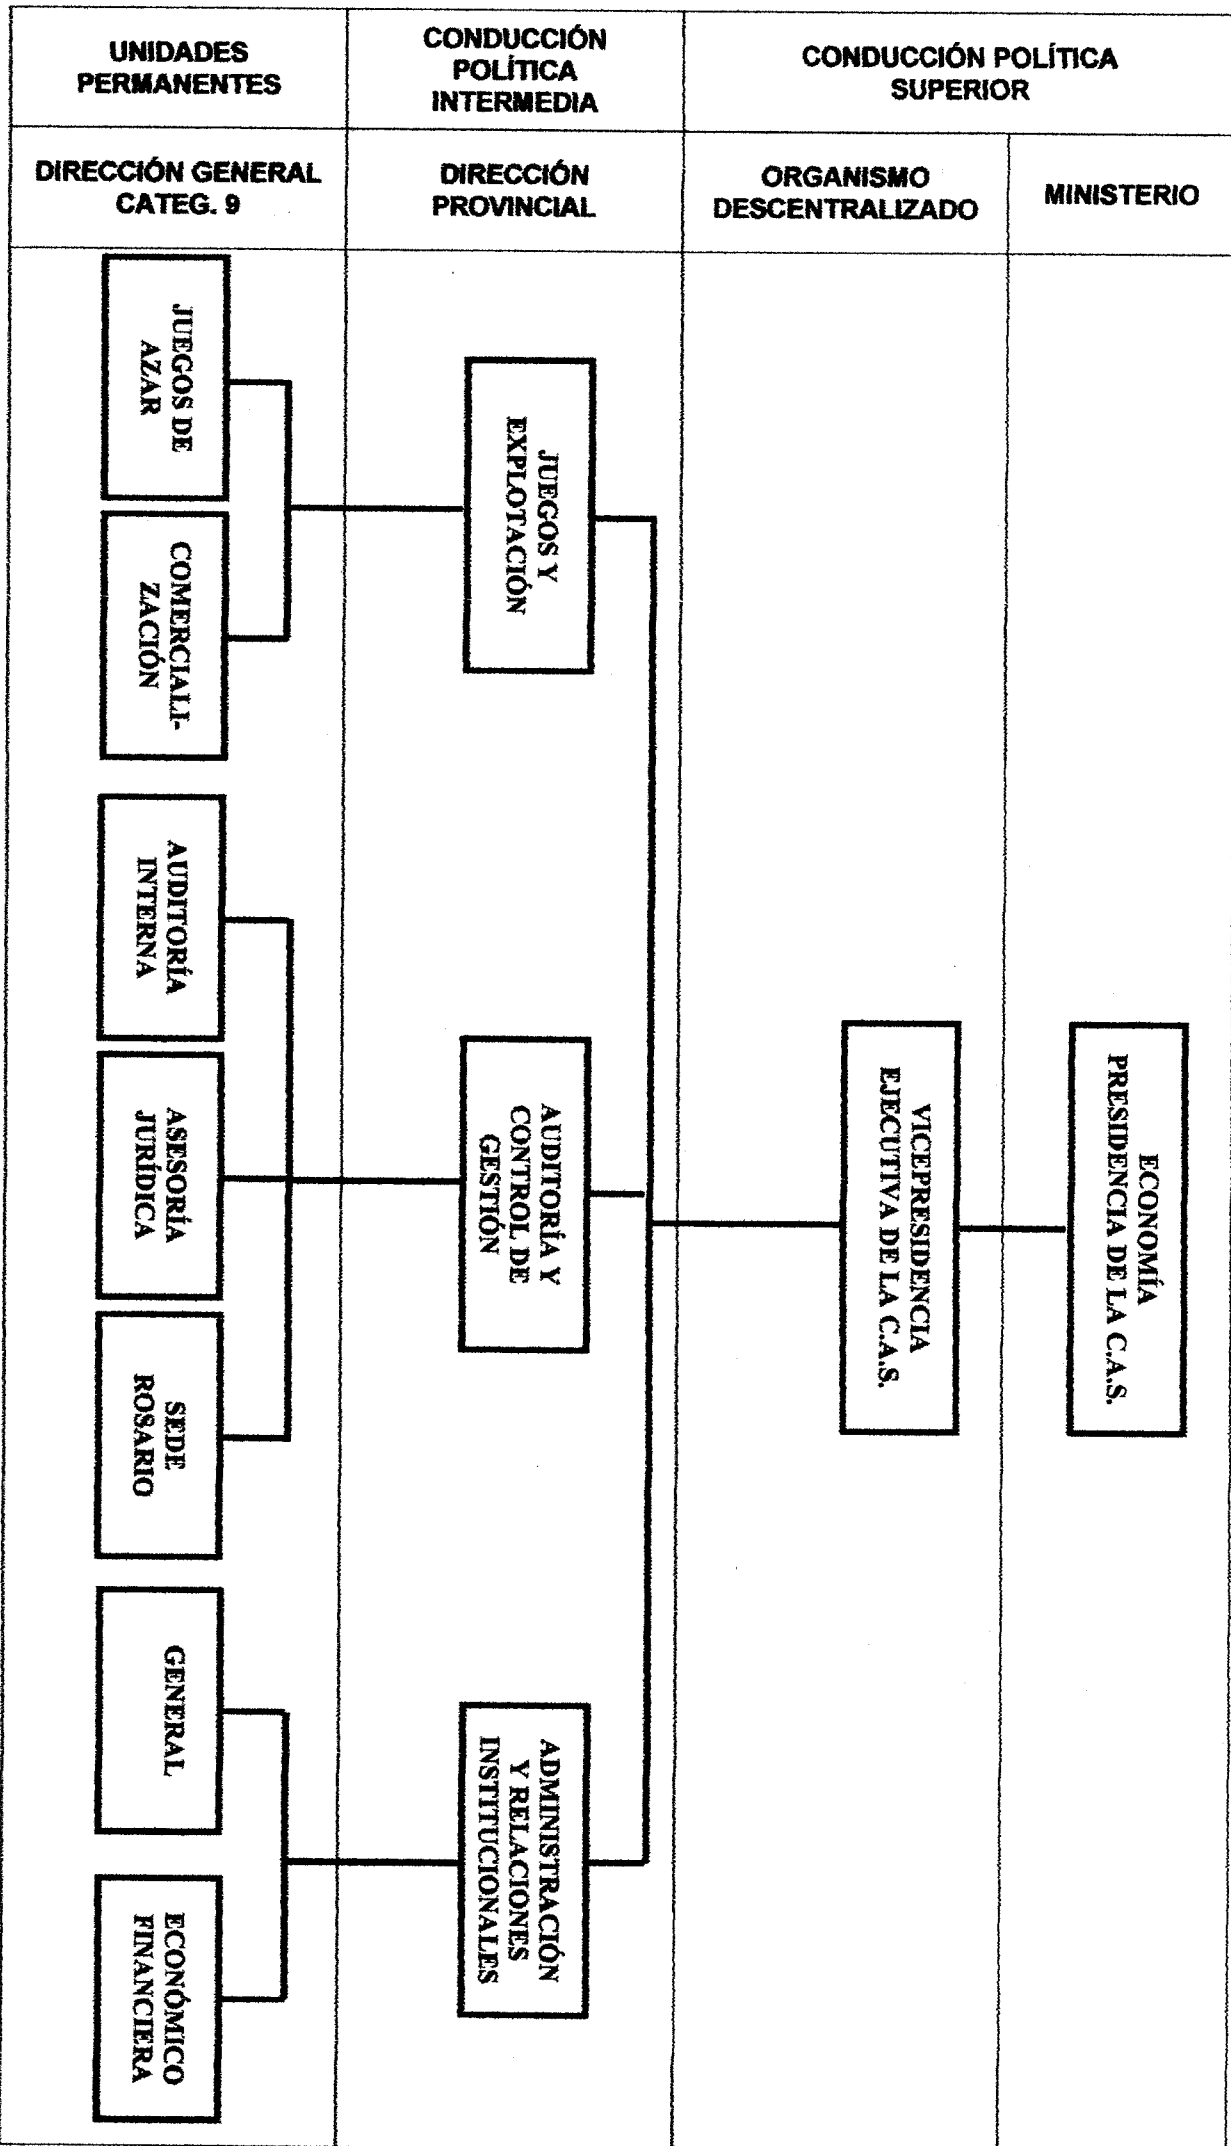 UNIDADES
PERMANENTES
CONDUCCIÓN
POLÍTICA
INTERMEDIA
CONDUCCIÓN POLÍTICA
SUPERIOR
DIRECCIÓN GENERAL
CATEG. 9
DIRECCIÓN
PROVINCIAL
ORGANISMO
DESCENTRALIZADO
MINISTERIO
ECONOMÍA
PRESIDENCIA DE LA C.A.S.
VICEPRESIDENCIA
EJECUTIVA DE LA C.A.S.
JUEGOS Y
EXPLOTACIÓN
AUDITORÍA Y
CONTROL DE
GESTIÓN
ADMINISTRACIÓN
Y RELACIONES
INSTITUCIONALES
JUEGOS DE
AZAR
COMERCIALI-
ZACIÓN
AUDITORÍA
INTERNA
ASESORÍA
JURÍDICA
SEDE
ROSARIO
GENERAL
ECONÓMICO
FINANCIERA